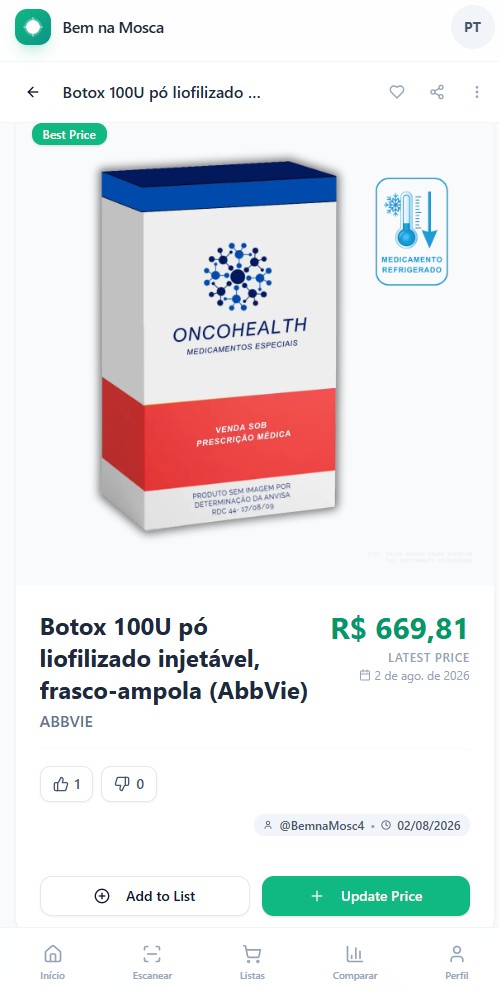 Bem na Mosca
PT
Botox 100U pó liofilizado ...
Best Price
MEDICAMENTO
REFRIGERADO
ONCOHEALTH
MEDICAMENTOS ESPECIAIS
VENDA SOB
PRESCRIÇÃO MÉDICA
PRODUTO SEM IMAGEM POR
DETERMINAÇÃO DA ANVISA
RDC 44- 17/08/09
Botox 100U pó
liofilizado injetável,
frasco-ampola (AbbVie)
ABBVIE
R$ 669,81
LATEST PRICE
2 de ago. de 2026
1
0
@BemnaMosc4 • 02/08/2026
Add to List
Update Price
Início
Escanear
Listas
Comparar
Perfil